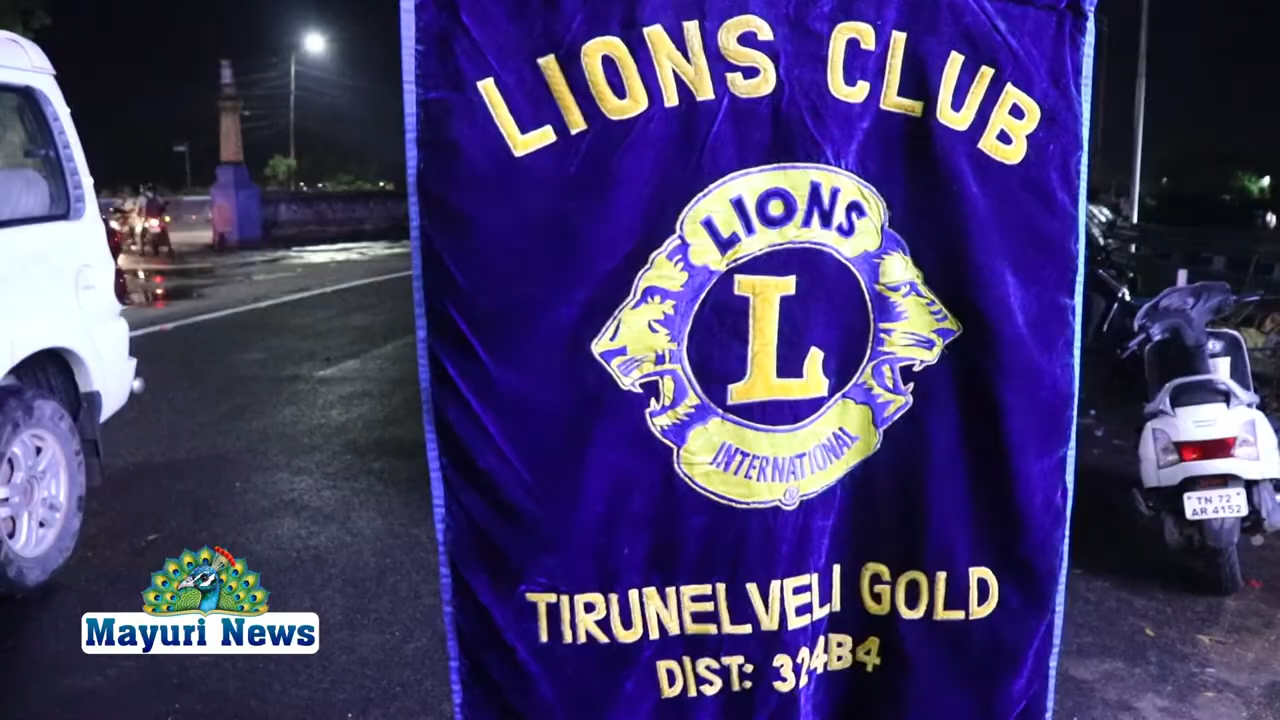 LIONS CLUB
LIONS
L
INTERNATIONAL
®
TIRUNELVELI GOLD
DIST: 324B4
TN 72
AR 4152
Mayuri News